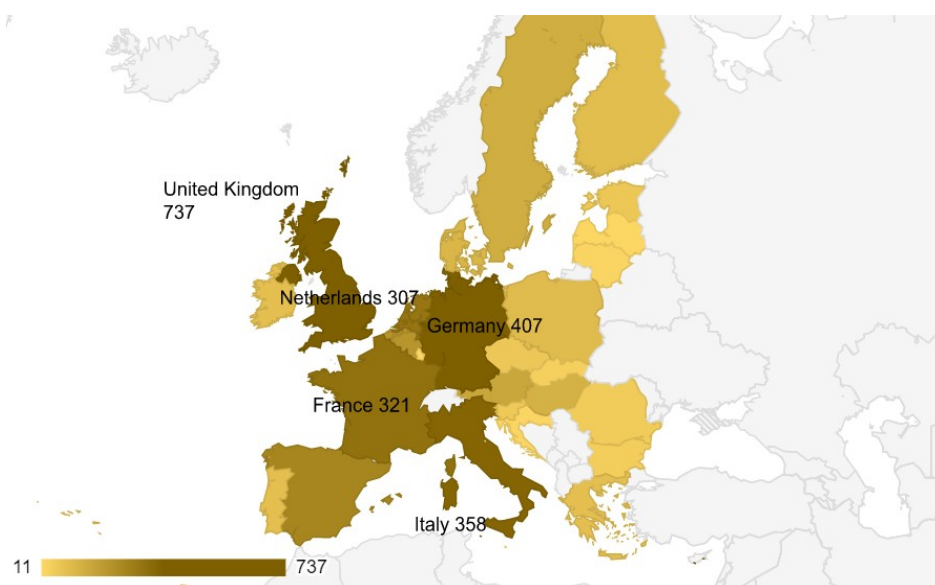 United Kingdom
737
Netherlands 307
Germany 407
France 321
Italy 358
11 737